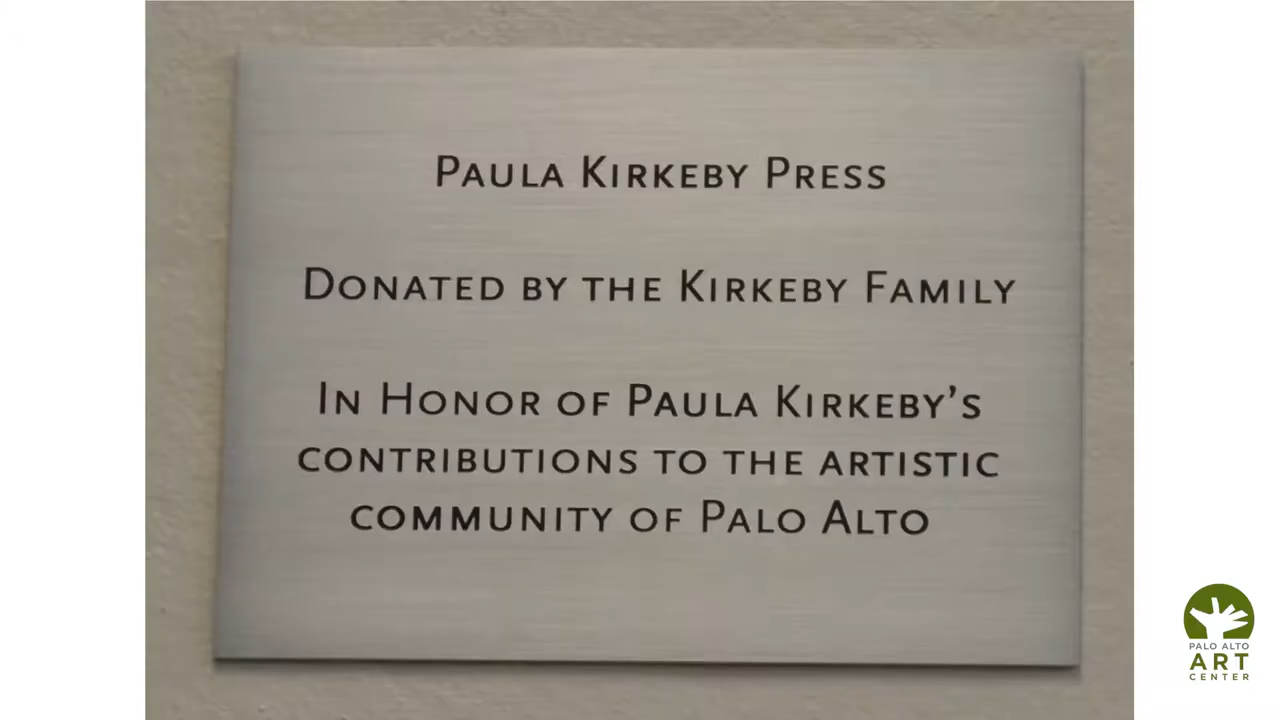 Paula Kirkeby Press
Donated by the Kirkeby Family
In Honor of Paula Kirkeby’s
contributions to the artistic
community of Palo Alto
PALO ALTO
ART
CENTER